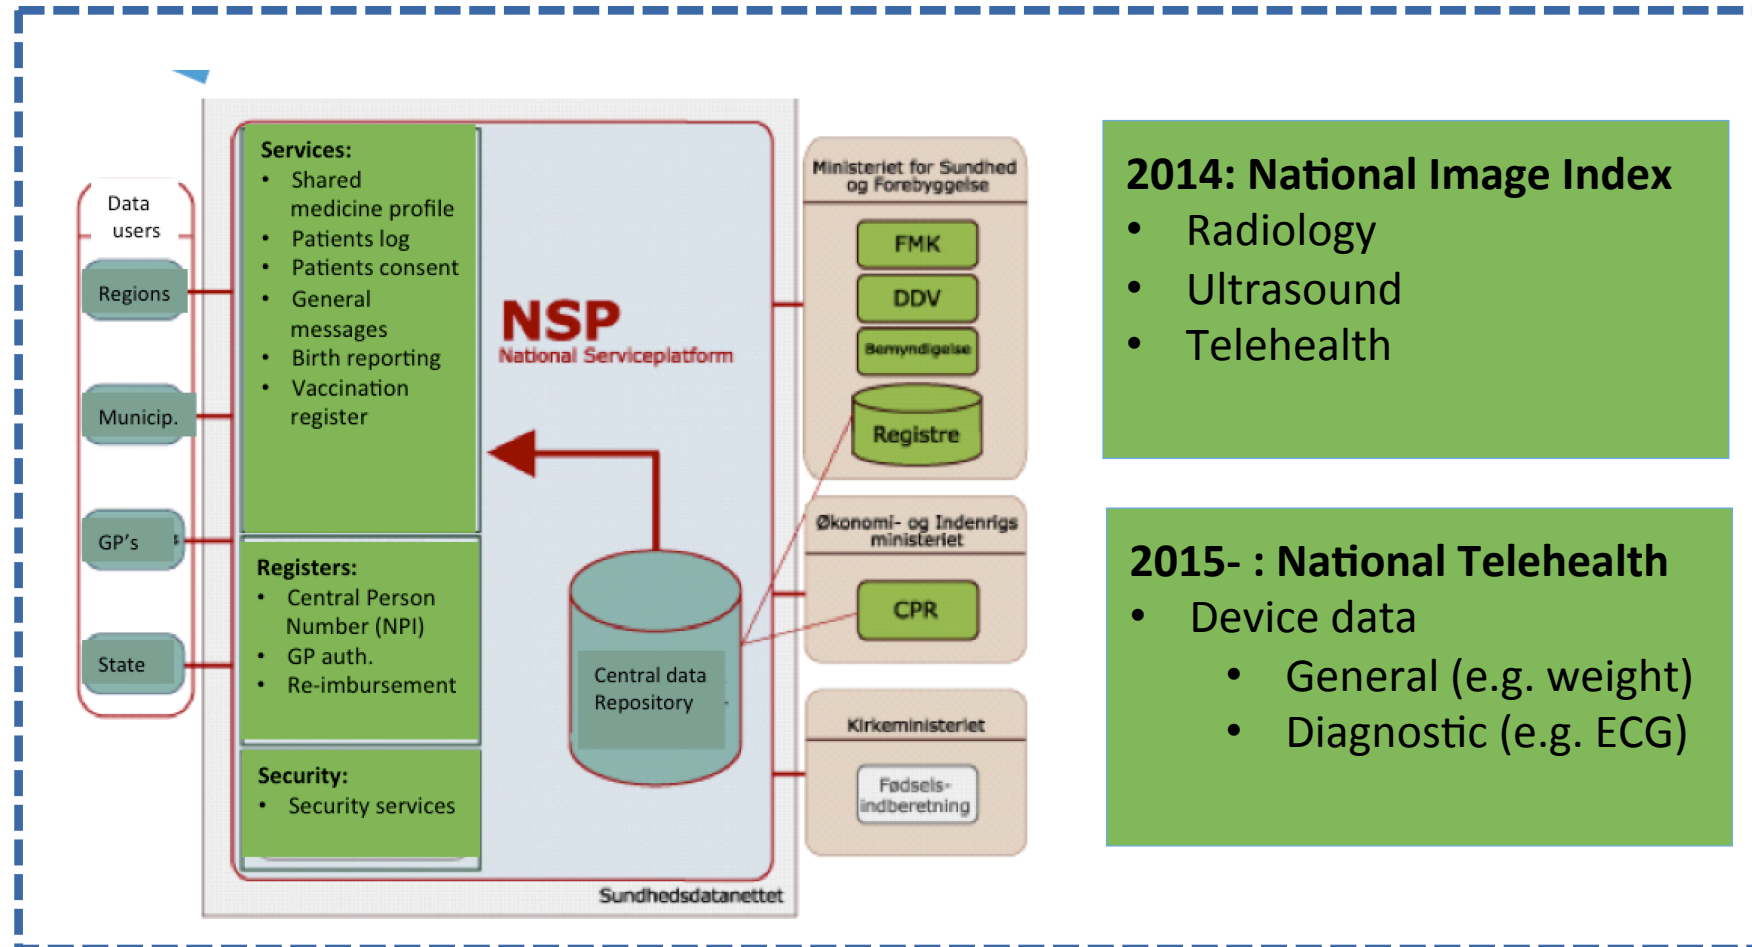 Data
users
Regions
Municip.
GP's
State
Services:
• Shared
medicine profile
• Patients log
• Patients consent
• General
messages
• Birth reporting
• Vaccination
register
Registers:
• Central Person
Number (NPI)
• GP auth.
• Re-imbursement
Security:
• Security services
NSP
National Serviceplatform
Central data
Repository
Sundhedsdatanettet
Ministeriet for Sundhed
og Forebyggelse
FMK
DDV
Bemyndigelse
Registre
Økonomi- og Indenrigs
ministeriet
CPR
Kirkeministeriet
Fødsels-
indberetning
2014: National Image Index
• Radiology
• Ultrasound
• Telehealth
2015- : National Telehealth
• Device data
• General (e.g. weight)
• Diagnostic (e.g. ECG)